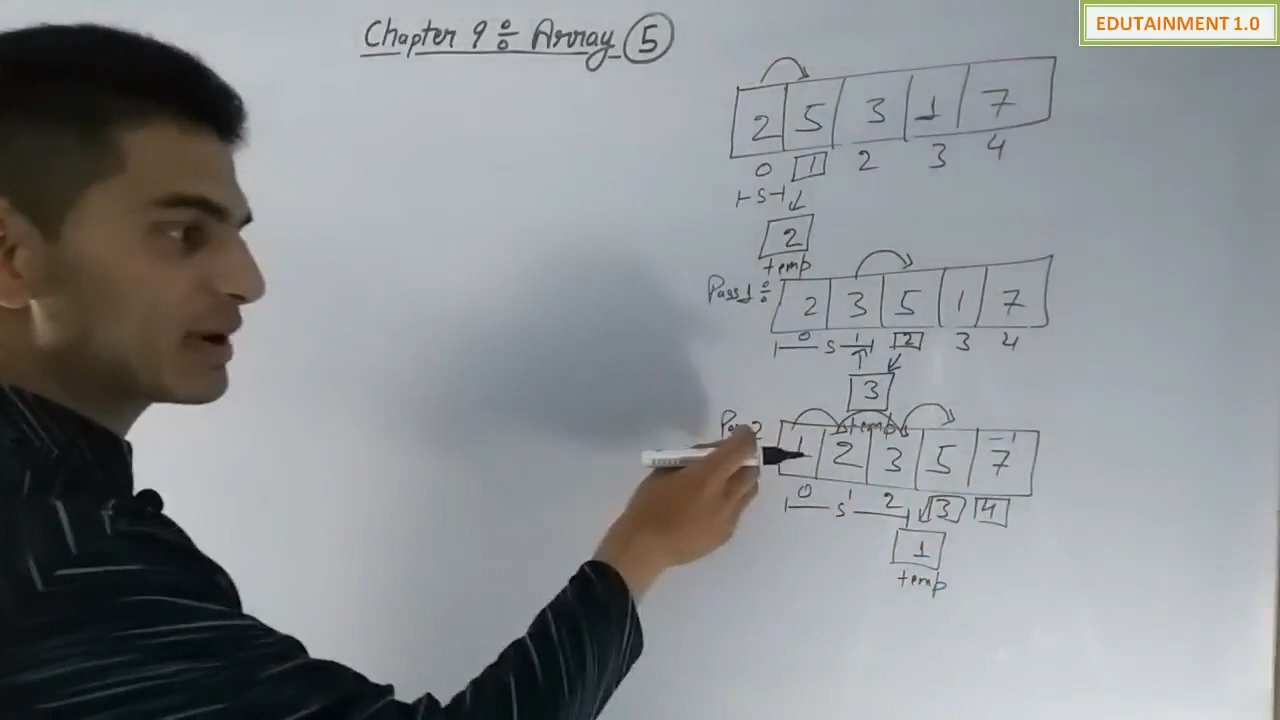 EDUTAINMENT 1.0
Chapter 9 ÷ Array 5
2 5 3 1 7
0 1 2 3 4
S
2
temp
Pass 1 ÷ 2 3 5 1 7
0 S 1 2 3 4
3
temp
1 2 3 5 7
0 S 1 2 3 4
1
temp